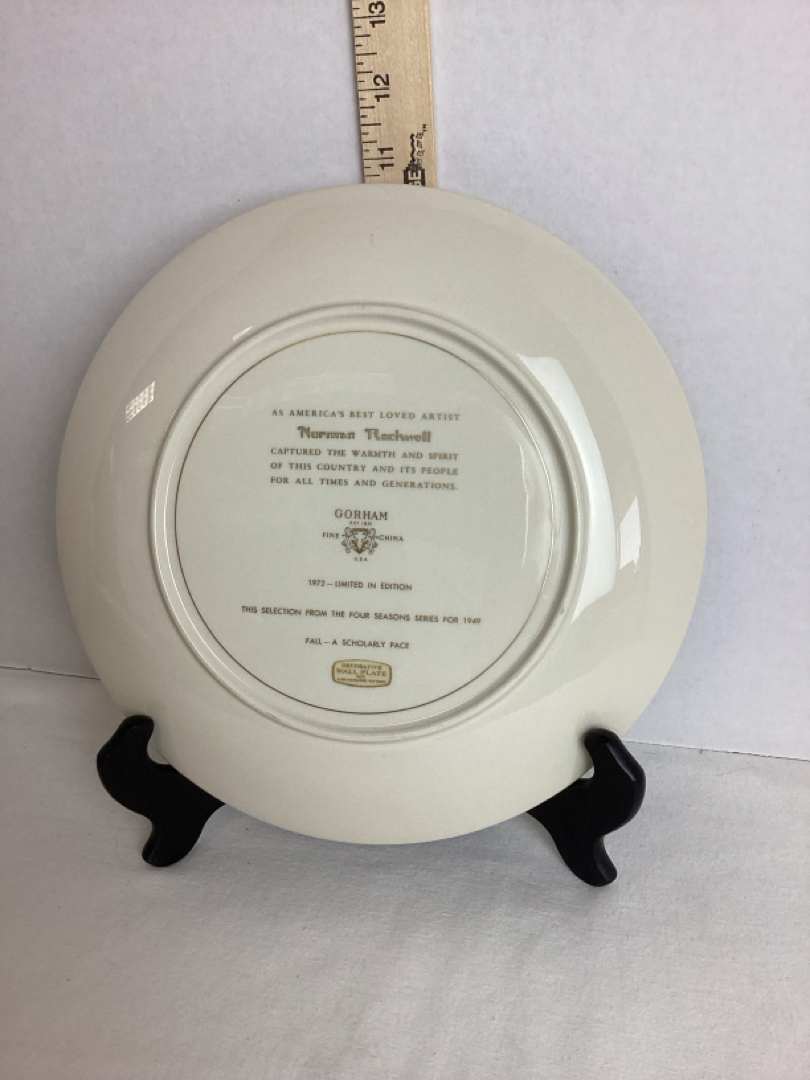 13
12
11
AS AMERICA'S BEST LOVED ARTIST
Norman Rockwell
CAPTURED THE WARMTH AND SPIRIT
OF THIS COUNTRY AND ITS PEOPLE
FOR ALL TIMES AND GENERATIONS.
GORHAM
EST. 1831
FINE CHINA
U.S.A.
1972 — LIMITED IN EDITION
THIS SELECTION FROM THE FOUR SEASONS SERIES FOR 1949
FALL — A SCHOLARLY PACE
DECORATIVE
WALL PLATE